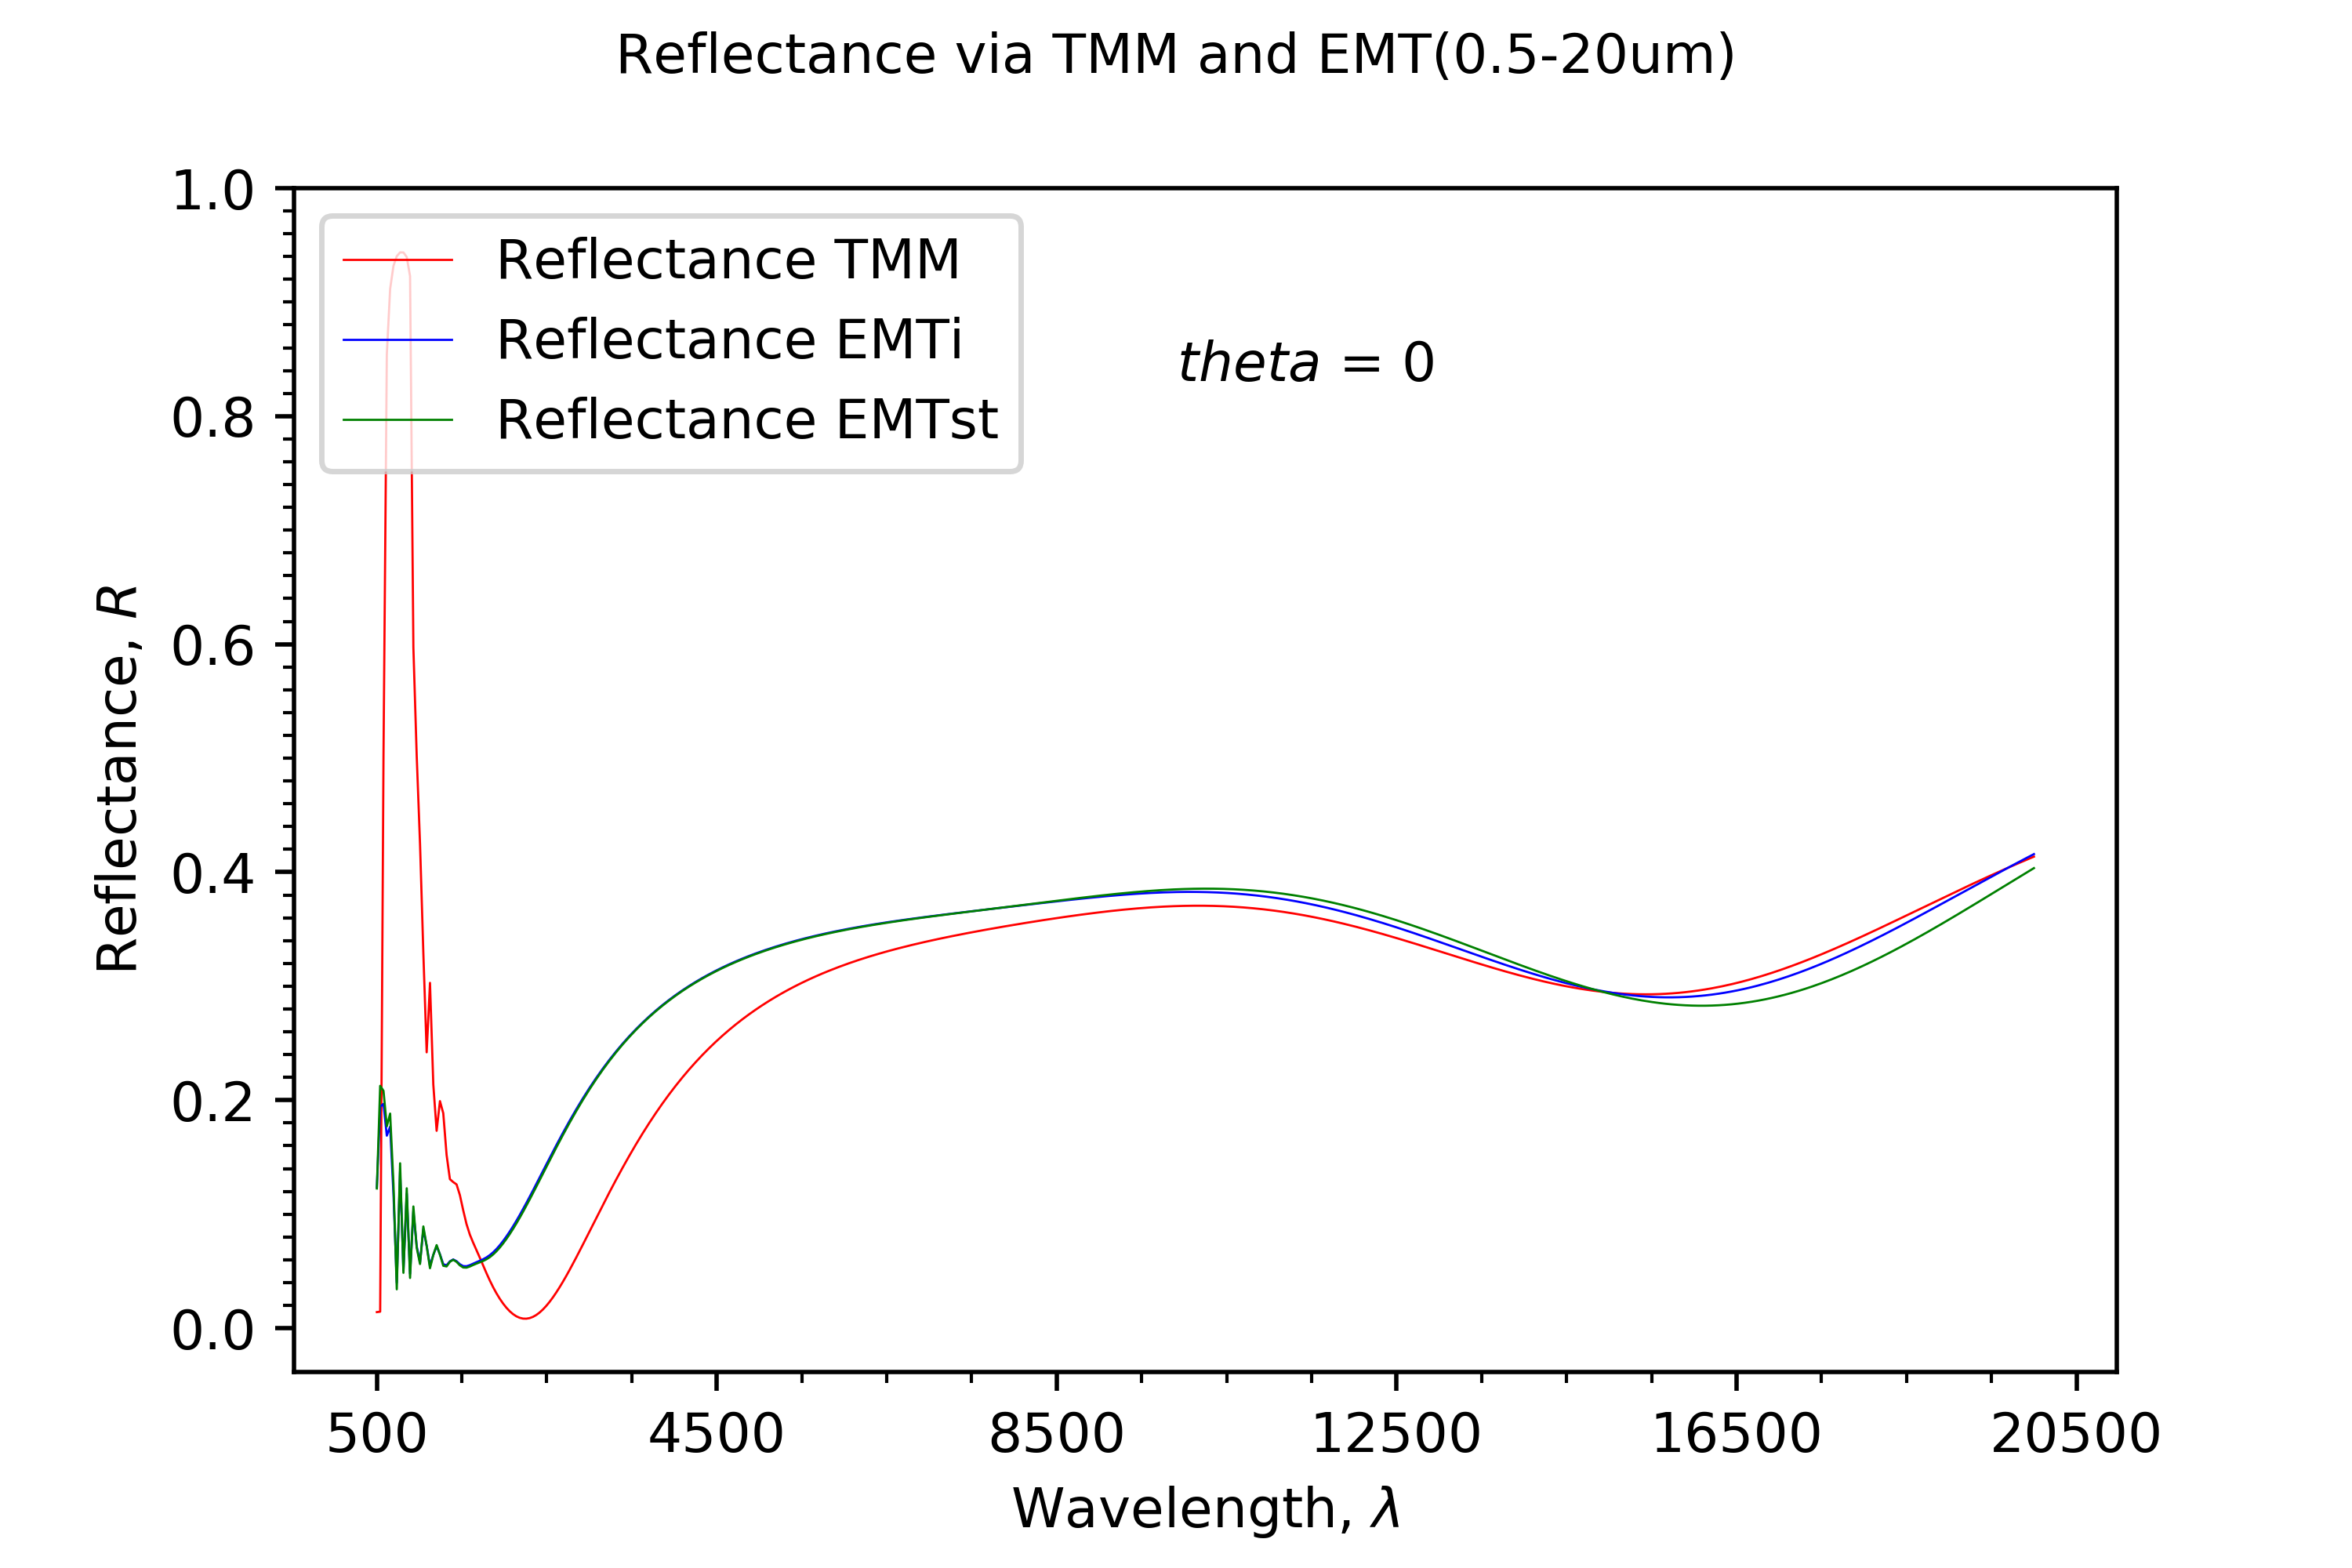 Reflectance via TMM and EMT(0.5-20um)
1.0
0.8
0.6
0.4
0.2
0.0
Reflectance, R
Reflectance TMM
Reflectance EMTi
Reflectance EMTst
theta = 0
500 4500 8500 12500 16500 20500
Wavelength, λ